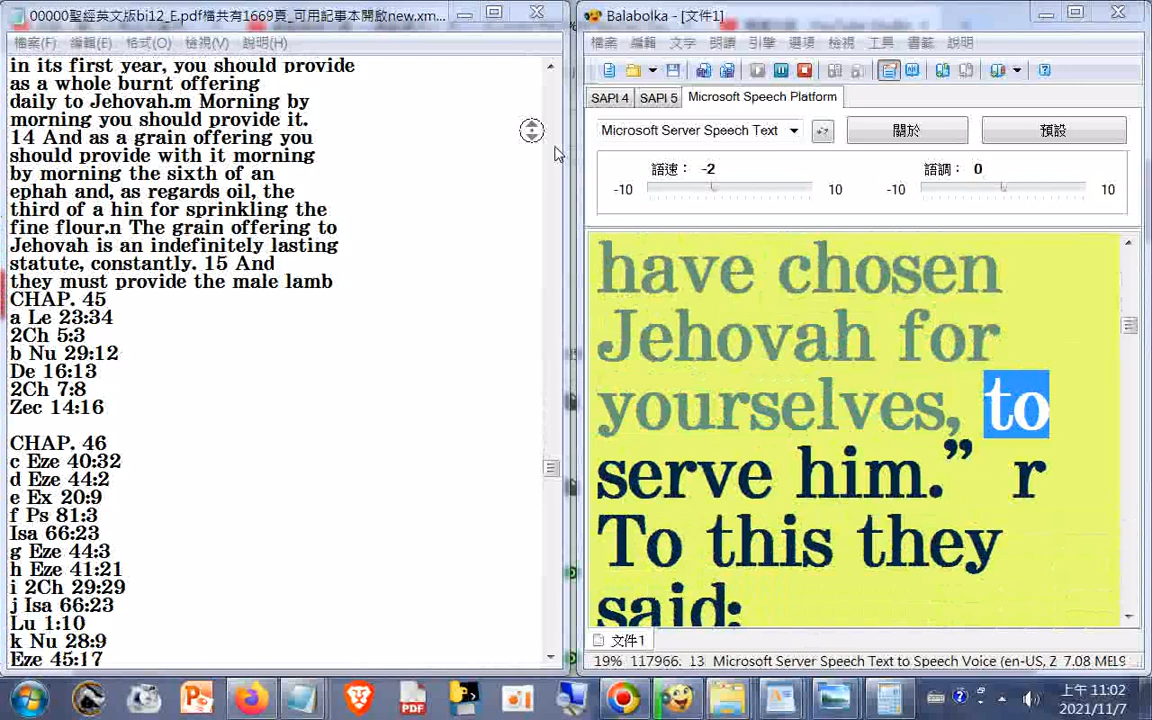 00000聖經英文版bi12_E.pdf檔共有1669頁_可用記事本開啟new.xm...
檔案(F) 編輯(E) 格式(O) 檢視(V) 說明(H)
in its first year, you should provide
as a whole burnt offering
daily to Jehovah.m Morning by
morning you should provide it.
14 And as a grain offering you
should provide with it morning
by morning the sixth of an
ephah and, as regards oil, the
third of a hin for sprinkling the
fine flour.n The grain offering to
Jehovah is an indefinitely lasting
statute, constantly. 15 And
they must provide the male lamb
CHAP. 45
a Le 23:34
2Ch 5:3
b Nu 29:12
De 16:13
2Ch 7:8
Zec 14:16
CHAP. 46
c Eze 40:32
d Eze 44:2
e Ex 20:9
f Ps 81:3
Isa 66:23
g Eze 44:3
h Eze 41:21
i 2Ch 29:29
j Isa 66:23
Lu 1:10
k Nu 28:9
Eze 45:17
Balabolka - [文件1]
檔案 編輯 文字 朗讀 引擎 選項 檢視 工具 書籤 說明
SAPI 4 SAPI 5 Microsoft Speech Platform
Microsoft Server Speech Text 關於 預設
語速: -2 語調: 0
-10 10 -10 10
have chosen
Jehovah for
yourselves, to
serve him.” r
To this they
said:
文件1
19% 117966: 13 Microsoft Server Speech Text to Speech Voice (en-US, Z 7.08 ME
PDF
上午 11:02
2021/11/7